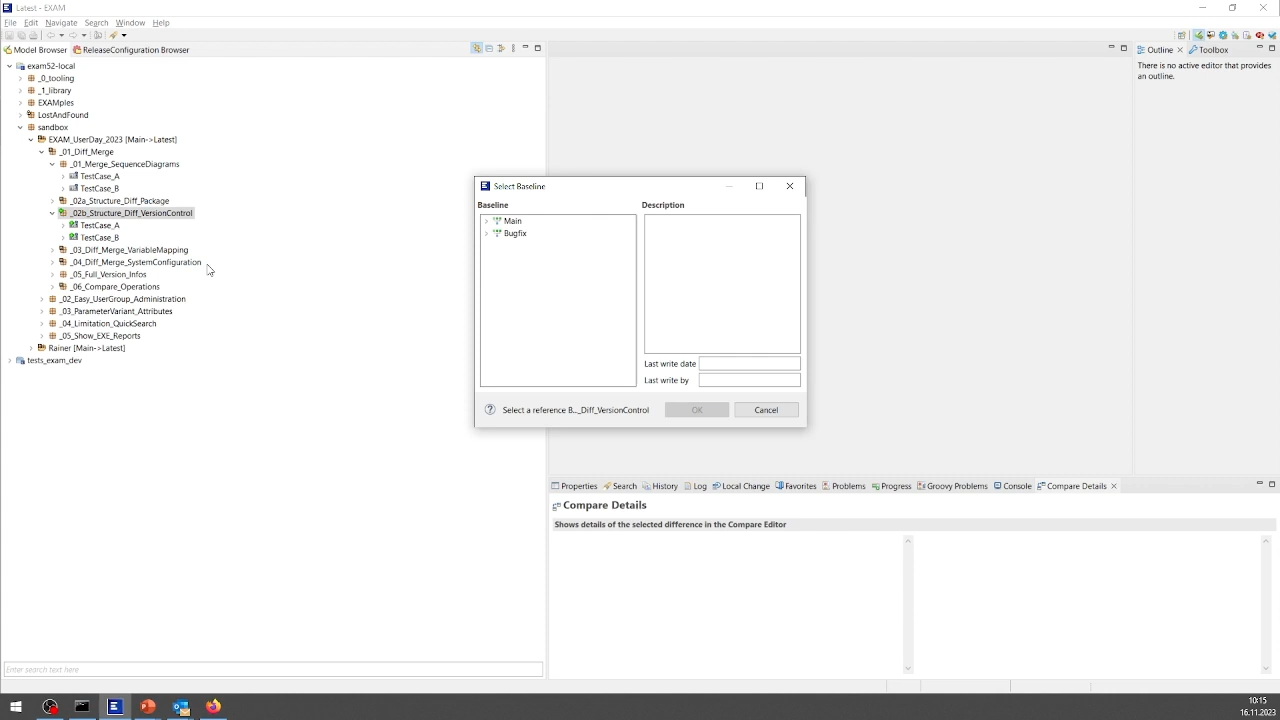 Latest - EXAM
File Edit Navigate Search Window Help
Model Browser ReleaseConfiguration Browser
exam52-local
_0_tooling
_1_library
EXAMples
LostAndFound
sandbox
EXAM_UserDay_2023 [Main->Latest]
_01_Diff_Merge
_01_Merge_SequenceDiagrams
TestCase_A
TestCase_B
_02a_Structure_Diff_Package
_02b_Structure_Diff_VersionControl
TestCase_A
TestCase_B
_03_Diff_Merge_VariableMapping
_04_Diff_Merge_SystemConfiguration
_05_Full_Version_Infos
_06_Compare_Operations
_02_Easy_UserGroup_Administration
_03_ParameterVariant_Attributes
_04_Limitation_QuickSearch
_05_Show_EXE_Reports
Rainer [Main->Latest]
tests_exam_dev
Enter search text here
Select Baseline
Baseline Description
Main
Bugfix
Last write date
Last write by
Select a reference B..._Diff_VersionControl OK Cancel
Outline Toolbox
There is no active editor that provides
an outline.
Properties Search History Log Local Change Favorites Problems Progress Groovy Problems Console Compare Details
Compare Details
Shows details of the selected difference in the Compare Editor
10:15
16.11.2023